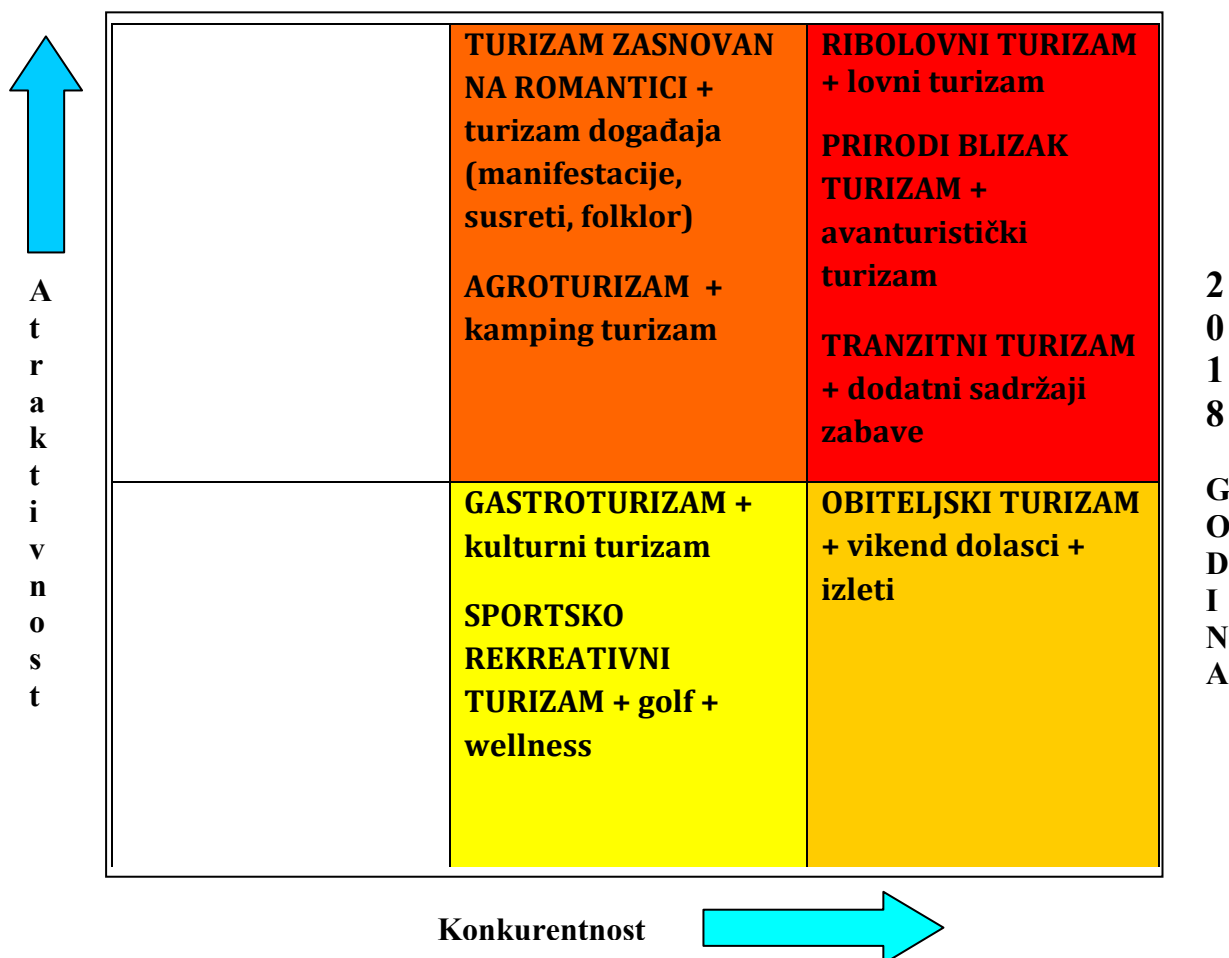 TURIZAM ZASNOVAN
NA ROMANTICI +
turizam događaja
(manifestacije,
susreti, folklor)
AGROTURIZAM +
kamping turizam
RIBOLOVNI TURIZAM
+ lovni turizam
PRIRODI BLIZAK
TURIZAM +
avanturistički
turizam
TRANZITNI TURIZAM
+ dodatni sadržaji
zabave
GASTROTURIZAM +
kulturni turizam
SPORTSKO
REKREATIVNI
TURIZAM + golf +
wellness
OBITELJSKI TURIZAM
+ vikend dolasci +
izleti
Atraktivnost
2018 GODINA
Konkurentnost